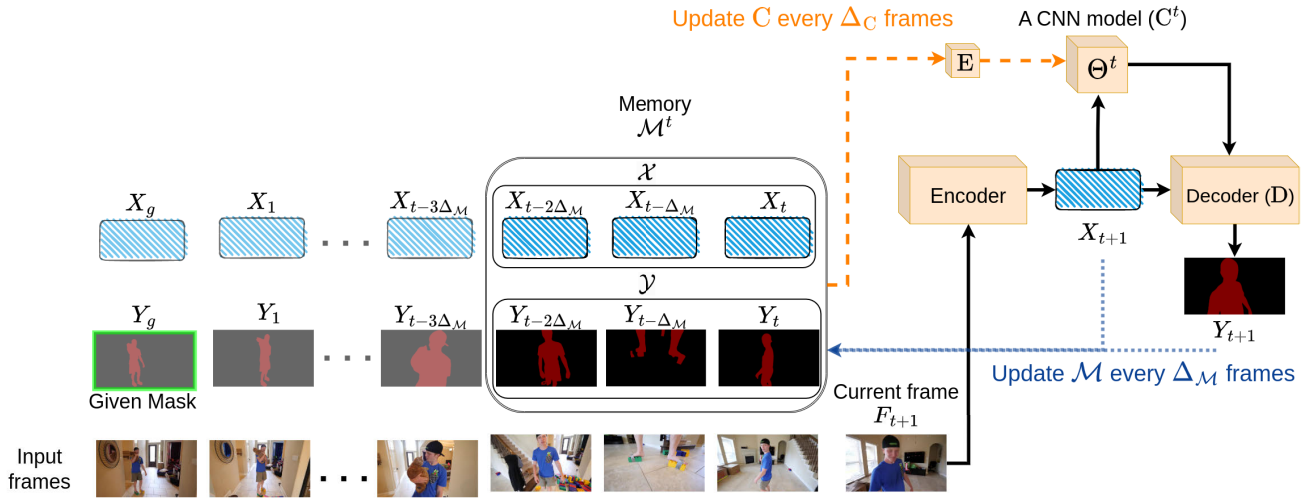 Update C every Δ_C frames
A CNN model (C^t)
E
Θ^t
Memory
ℳ^t
𝒳
X_g
X_1
X_{t−3Δ_ℳ}
X_{t−2Δ_ℳ}
X_{t−Δ_ℳ}
X_t
Encoder
Decoder (D)
X_{t+1}
. . .
𝒴
Y_g
Y_1
Y_{t−3Δ_ℳ}
Y_{t−2Δ_ℳ}
Y_{t−Δ_ℳ}
Y_t
Y_{t+1}
. . .
Update ℳ every Δ_ℳ frames
Given Mask
Current frame
F_{t+1}
Input
frames
. . .